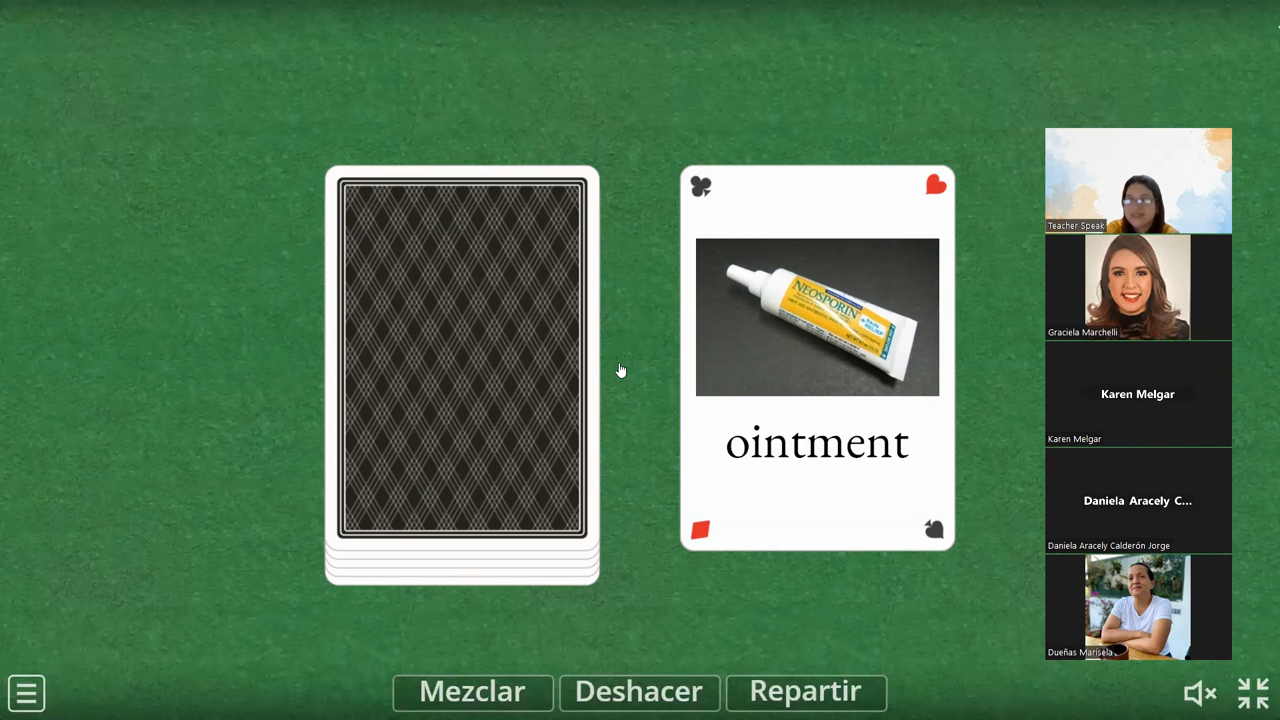 NEOSPORIN
ointment
Teacher Speak
Graciela Marchelli
Karen Melgar
Karen Melgar
Daniela Aracely C...
Daniela Aracely Calderón Jorge
Dueñas Marisela
Mezclar
Deshacer
Repartir